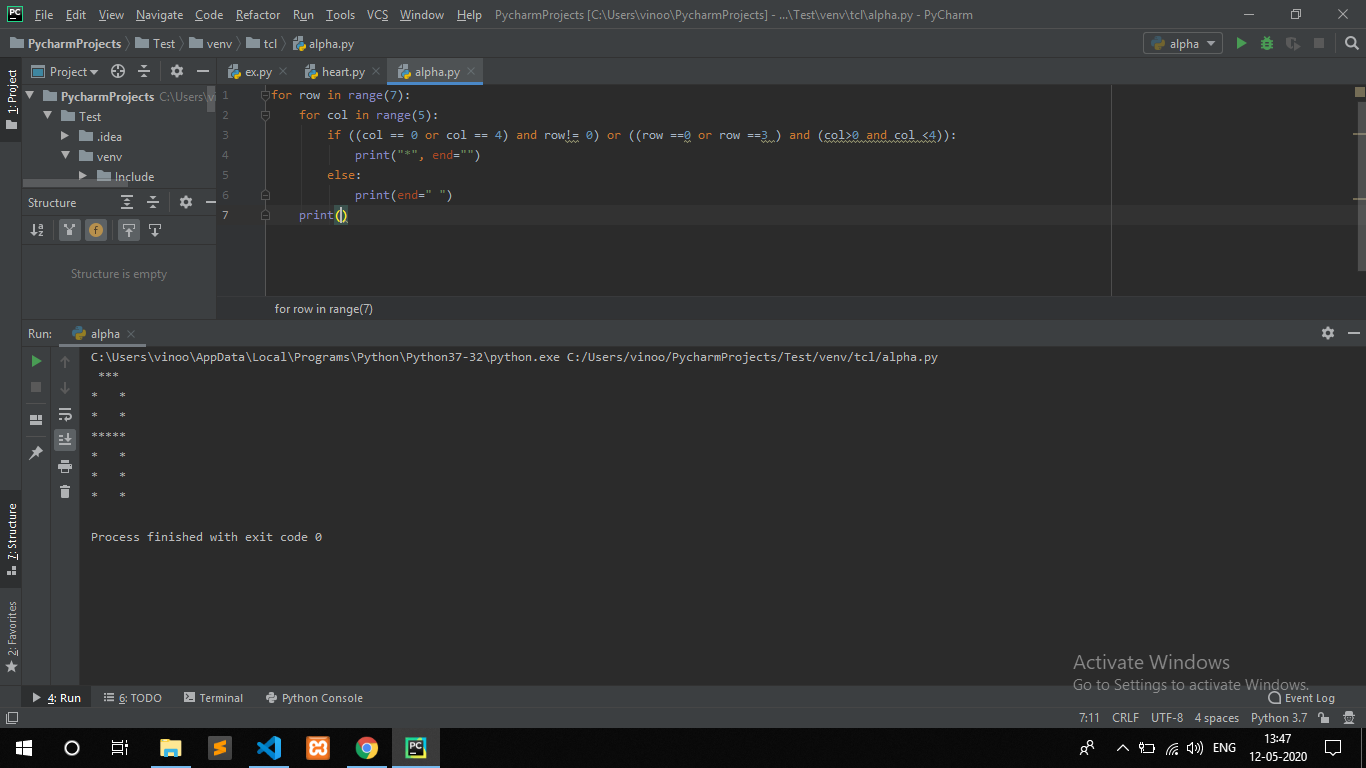 PC File Edit View Navigate Code Refactor Run Tools VCS Window Help PycharmProjects [C:\Users\vinoo\PycharmProjects] - ...\Test\venv\tcl\alpha.py - PyCharm
PycharmProjects Test venv tcl alpha.py alpha
1: Project
Project ex.py heart.py alpha.py
PycharmProjects C:\Users\vi
Test
.idea
venv
Include
Structure
Structure is empty
1 for row in range(7):
2 for col in range(5):
3 if ((col == 0 or col == 4) and row!= 0) or ((row ==0 or row ==3 ) and (col>0 and col <4)):
4 print("*", end="")
5 else:
6 print(end=" ")
7 print()
for row in range(7)
Run: alpha
C:\Users\vinoo\AppData\Local\Programs\Python\Python37-32\python.exe C:/Users/vinoo/PycharmProjects/Test/venv/tcl/alpha.py
 ***
*   *
*   *
*****
*   *
*   *
*   *
Process finished with exit code 0
7: Structure
2: Favorites
Activate Windows
Go to Settings to activate Windows.
4: Run 6: TODO Terminal Python Console Event Log
7:11 CRLF UTF-8 4 spaces Python 3.7
PC ENG 13:47
12-05-2020